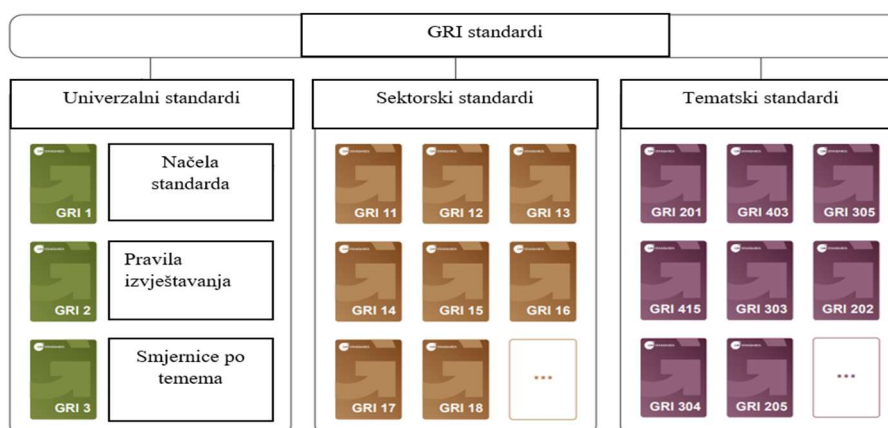 GRI standardi
Univerzalni standardi
Sektorski standardi
Tematski standardi
GRI 1
Načela
standarda
GRI 11
GRI 12
GRI 13
GRI 201
GRI 403
GRI 305
GRI 2
Pravila
izvještavanja
GRI 14
GRI 15
GRI 16
GRI 415
GRI 303
GRI 202
GRI 3
Smjernice po
temema
GRI 17
GRI 18
...
GRI 304
GRI 205
...